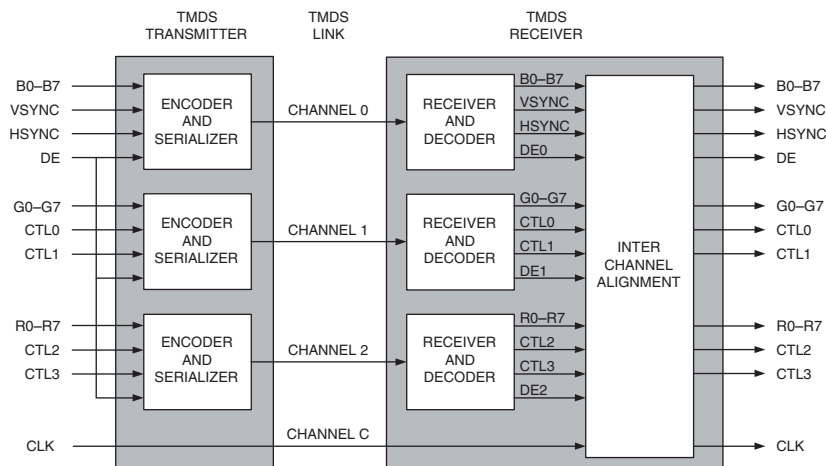 TMDS
TRANSMITTER
TMDS
LINK
TMDS
RECEIVER
B0–B7
VSYNC
HSYNC
DE
ENCODER
AND
SERIALIZER
CHANNEL 0
RECEIVER
AND
DECODER
B0–B7
VSYNC
HSYNC
DE0
B0–B7
VSYNC
HSYNC
DE
G0–G7
CTL0
CTL1
ENCODER
AND
SERIALIZER
CHANNEL 1
RECEIVER
AND
DECODER
G0–G7
CTL0
CTL1
DE1
INTER
CHANNEL
ALIGNMENT
G0–G7
CTL0
CTL1
R0–R7
CTL2
CTL3
ENCODER
AND
SERIALIZER
CHANNEL 2
RECEIVER
AND
DECODER
R0–R7
CTL2
CTL3
DE2
R0–R7
CTL2
CTL3
CLK
CHANNEL C
CLK